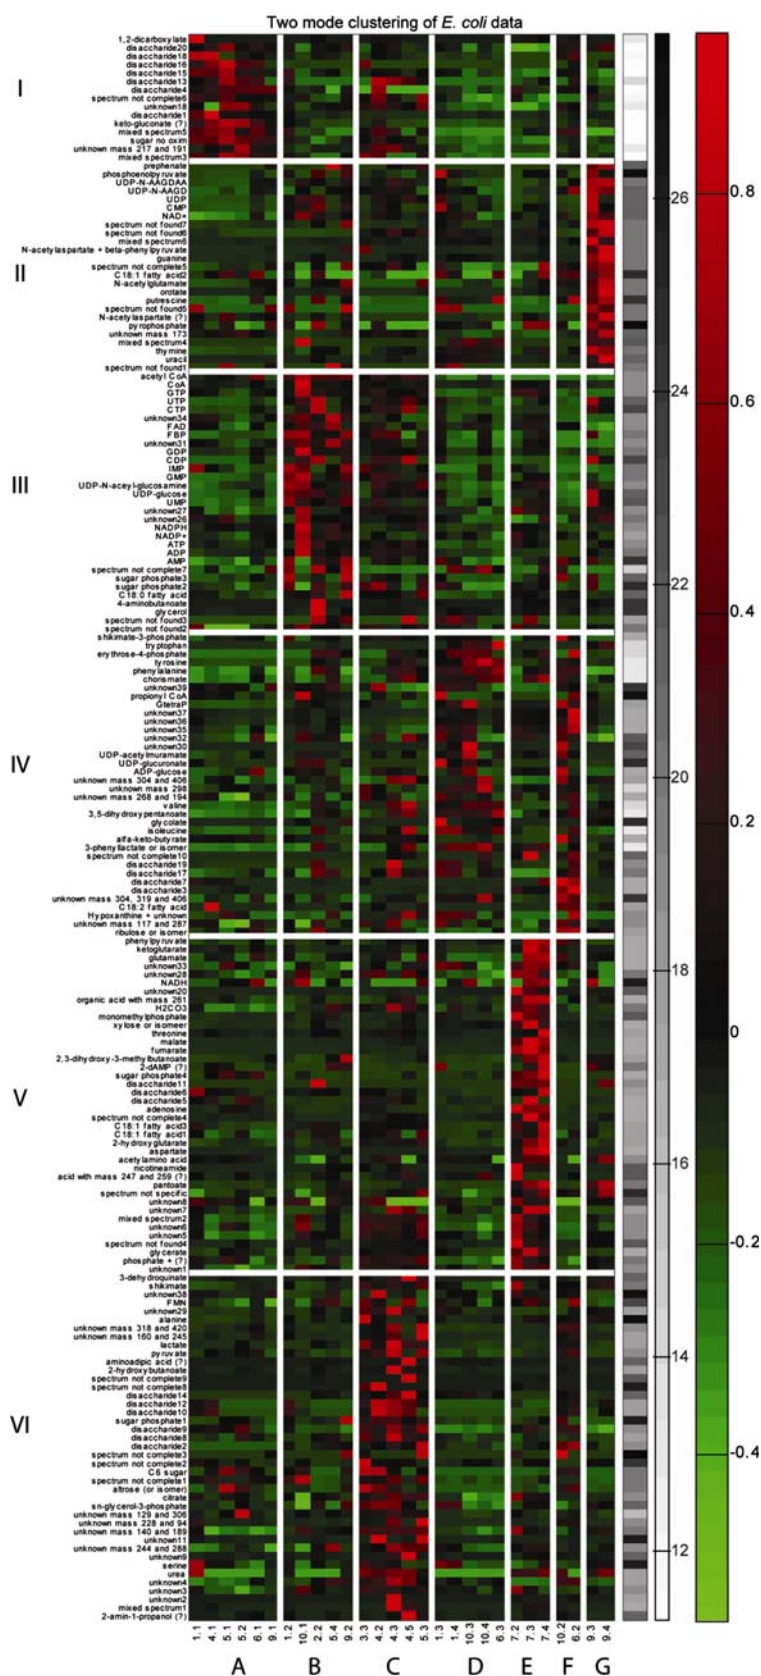 Two mode clustering of E. coli data
I
1,2-dicarboxylate
disaccharide20
disaccharide18
disaccharide16
disaccharide15
disaccharide13
disaccharide4
spectrum not complete6
unknown18
disaccharide1
keto-gluconate (?)
mixed spectrum5
sugar no oxim
unknown mass 217 and 191
mixed spectrum3
II
prephenate
phosphoenolpyruvate
UDP-N-AAGDAA
UDP-N-AAGD
UDP
CMP
NAD+
spectrum not found7
spectrum not found6
mixed spectrum6
N-acetylaspartate + beta-phenylpyruvate
guanine
spectrum not complete5
C18:1 fatty acid2
N-acetylglutamate
orotate
putrescine
spectrum not found5
N-acetylaspartate (?)
pyrophosphate
unknown mass 173
mixed spectrum4
thymine
uracil
spectrum not found1
III
acetyl CoA
CoA
GTP
UTP
CTP
unknown34
FAD
FBP
unknown31
GDP
CDP
IMP
GMP
UDP-N-aceyl-glucosamine
UDP-glucose
UMP
unknown27
unknown26
NADPH
NADP+
ATP
ADP
AMP
spectrum not complete7
sugar phosphate3
sugar phosphate2
C18:0 fatty acid
4-aminobutanoate
glycerol
spectrum not found3
spectrum not found2
IV
shikimate-3-phosphate
tryptophan
erythrose-4-phosphate
tyrosine
phenylalanine
chorismate
unknown39
propionyl CoA
GtetraP
unknown37
unknown36
unknown35
unknown32
unknown30
UDP-acetylmuramate
UDP-glucuronate
ADP-glucose
unknown mass 304 and 406
unknown mass 298
unknown mass 268 and 194
valine
3,5-dihydroxypentanoate
glycolate
isoleucine
alfa-keto-butyrate
3-phenyllactate or isomer
spectrum not complete10
disaccharide19
disaccharide17
disaccharide7
disaccharide3
unknown mass 304, 319 and 406
C18:2 fatty acid
Hypoxanthine + unknown
unknown mass 117 and 287
ribulose or isomer
V
phenylpyruvate
ketoglutarate
glutamate
unknown33
unknown28
NADH
unknown20
organic acid with mass 261
H2CO3
monomethylphosphate
xylose or isomeer
threonine
malate
fumarate
2,3-dihydroxy-3-methylbutanoate
2-dAMP (?)
sugar phosphate4
disaccharide11
disaccharide6
disaccharide5
adenosine
spectrum not complete4
C18:1 fatty acid3
C18:1 fatty acid1
2-hydroxyglutarate
aspartate
acetylamino acid
nicotineamide
acid with mass 247 and 259 (?)
pantoate
spectrum not specific
unknown8
unknown7
mixed spectrum2
unknown6
unknown5
spectrum not found4
glycerate
phosphate + (?)
unknown1
VI
3-dehydroquinate
shikimate
unknown38
FMN
unknown29
alanine
unknown mass 318 and 420
unknown mass 160 and 245
lactate
pyruvate
aminoadipic acid (?)
2-hydroxybutanoate
spectrum not complete9
spectrum not complete8
disaccharide14
disaccharide12
disaccharide10
sugar phosphate1
disaccharide9
disaccharide8
disaccharide2
spectrum not complete3
spectrum not complete2
C6 sugar
spectrum not complete1
altrose (or isomer)
citrate
sn-glycerol-3-phosphate
unknown mass 129 and 306
unknown mass 228 and 94
unknown mass 140 and 189
unknown11
unknown mass 244 and 288
unknown9
serine
urea
unknown4
unknown3
unknown2
mixed spectrum1
2-amin-1-propanol (?)
1.1 4.1 5.1 5.2 6.1 9.1 1.2 10.1 2.2 5.4 9.2 3.3 4.2 4.3 4.5 5.3 1.3 1.4 10.3 10.4 6.3 7.2 7.3 7.4 10.2 6.2 9.3 9.4
A B C D E F G
26
24
22
20
18
16
14
12
0.8
0.6
0.4
0.2
0
-0.2
-0.4